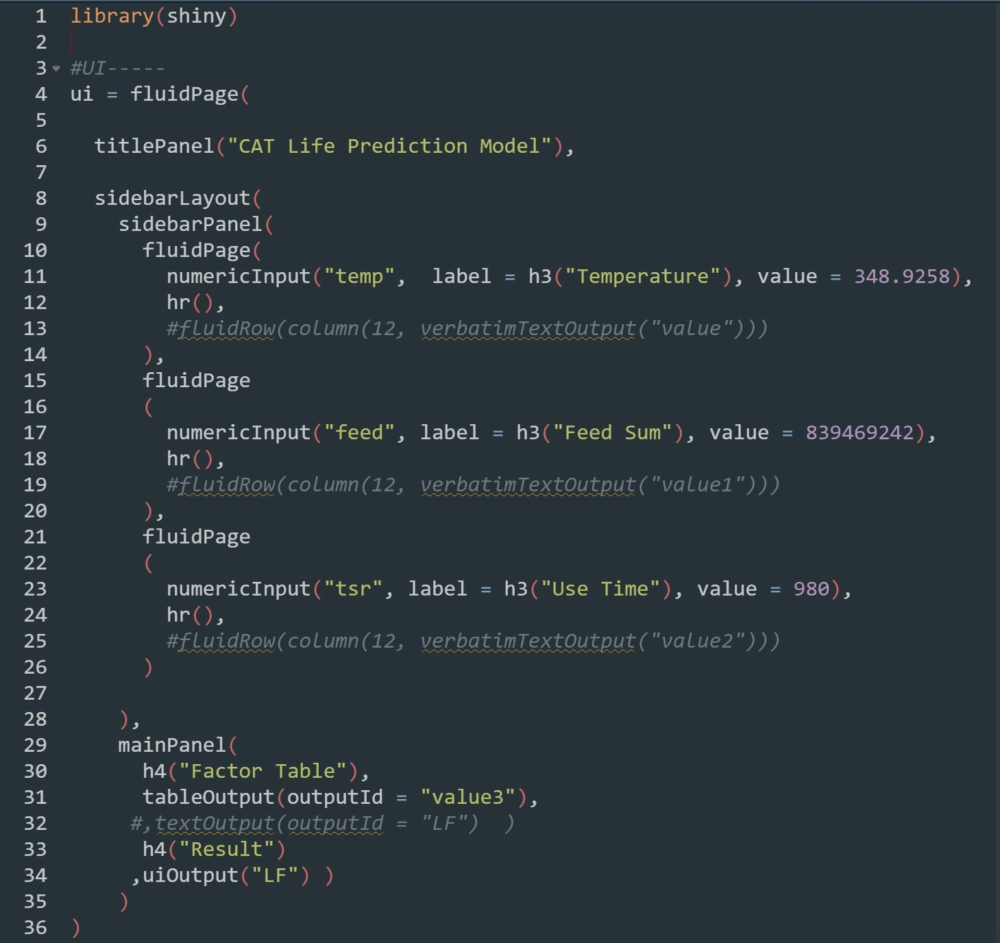 1 library(shiny)
2
3 #UI-----
4 ui = fluidPage(
5
6   titlePanel("CAT Life Prediction Model"),
7
8   sidebarLayout(
9     sidebarPanel(
10       fluidPage(
11         numericInput("temp",  label = h3("Temperature"), value = 348.9258),
12         hr(),
13         #fluidRow(column(12, verbatimTextOutput("value")))
14       ),
15       fluidPage
16       (
17         numericInput("feed", label = h3("Feed Sum"), value = 839469242),
18         hr(),
19         #fluidRow(column(12, verbatimTextOutput("value1")))
20       ),
21       fluidPage
22       (
23         numericInput("tsr", label = h3("Use Time"), value = 980),
24         hr(),
25         #fluidRow(column(12, verbatimTextOutput("value2")))
26       )
27
28     ),
29     mainPanel(
30       h4("Factor Table"),
31       tableOutput(outputId = "value3"),
32      #,textOutput(outputId = "LF")  )
33       h4("Result")
34      ,uiOutput("LF") )
35     )
36 )